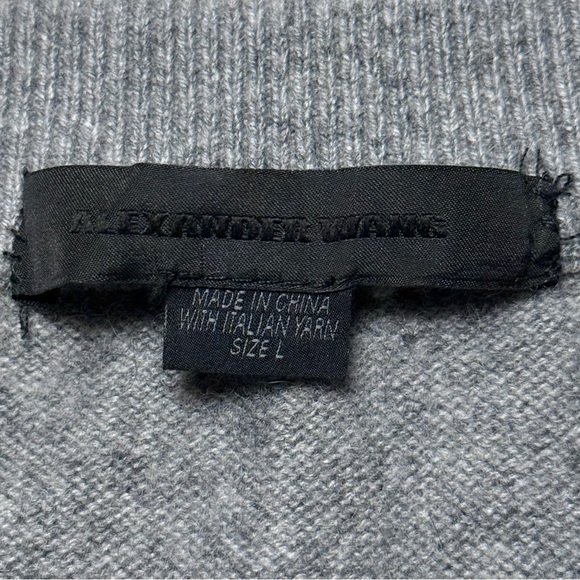 ALEXANDER WANG
MADE IN CHINA
WITH ITALIAN YARN
SIZE L